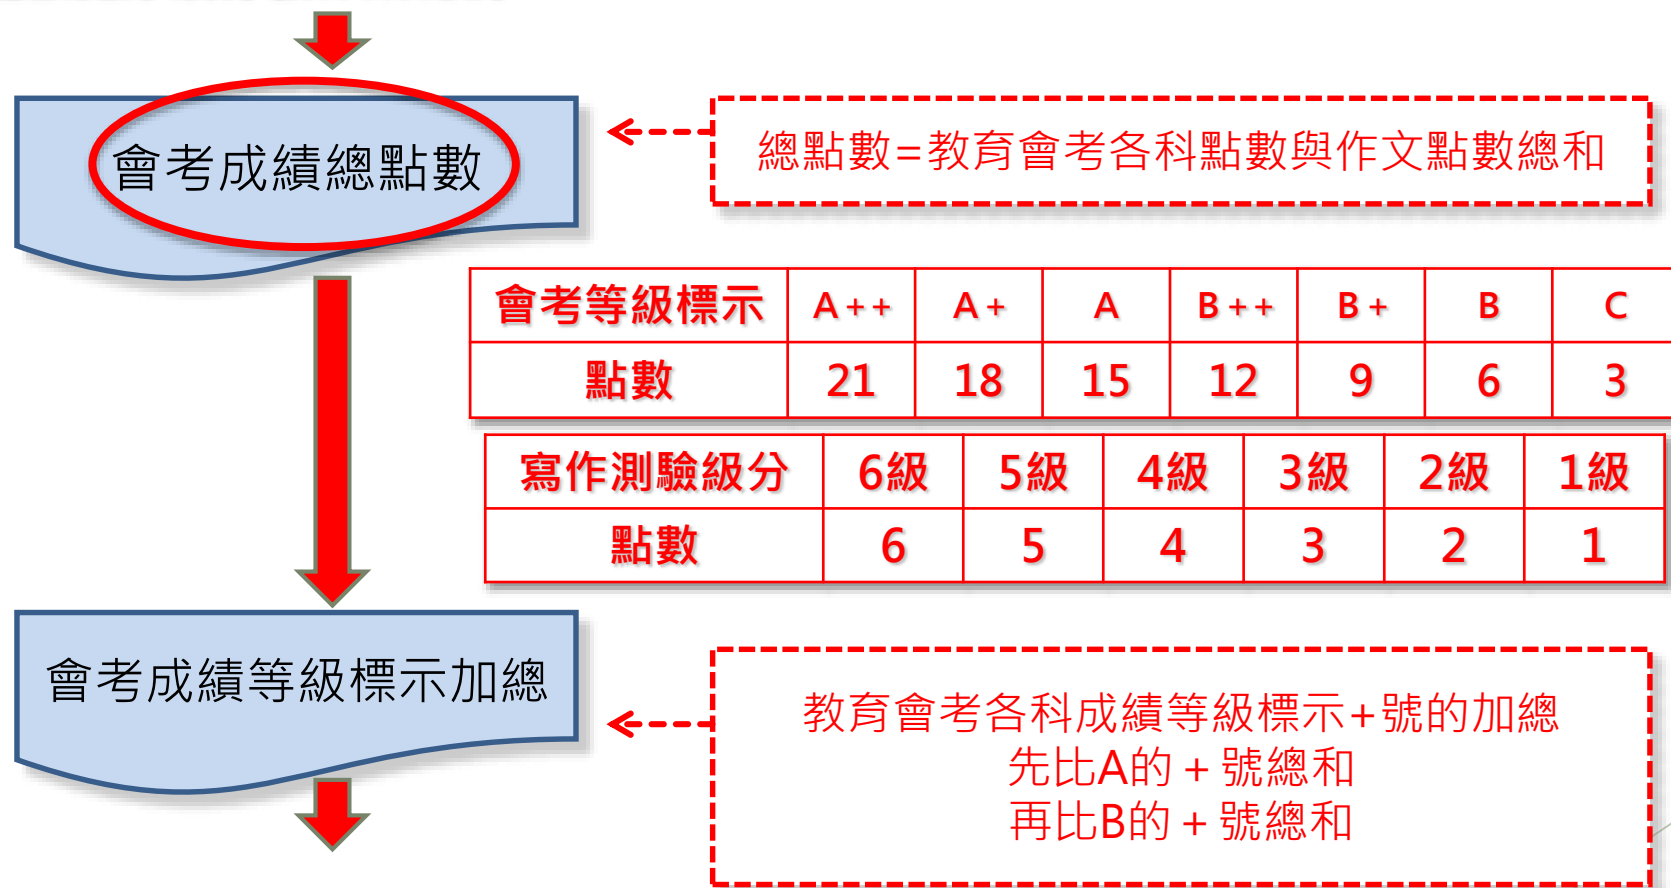 會考成績總點數
總點數=教育會考各科點數與作文點數總和
會考等級標示 A++ A+ A B++ B+ B C
點數 21 18 15 12 9 6 3
寫作測驗級分 6級 5級 4級 3級 2級 1級
點數 6 5 4 3 2 1
會考成績等級標示加總
教育會考各科成績等級標示+號的加總
先比A的+號總和
再比B的+號總和